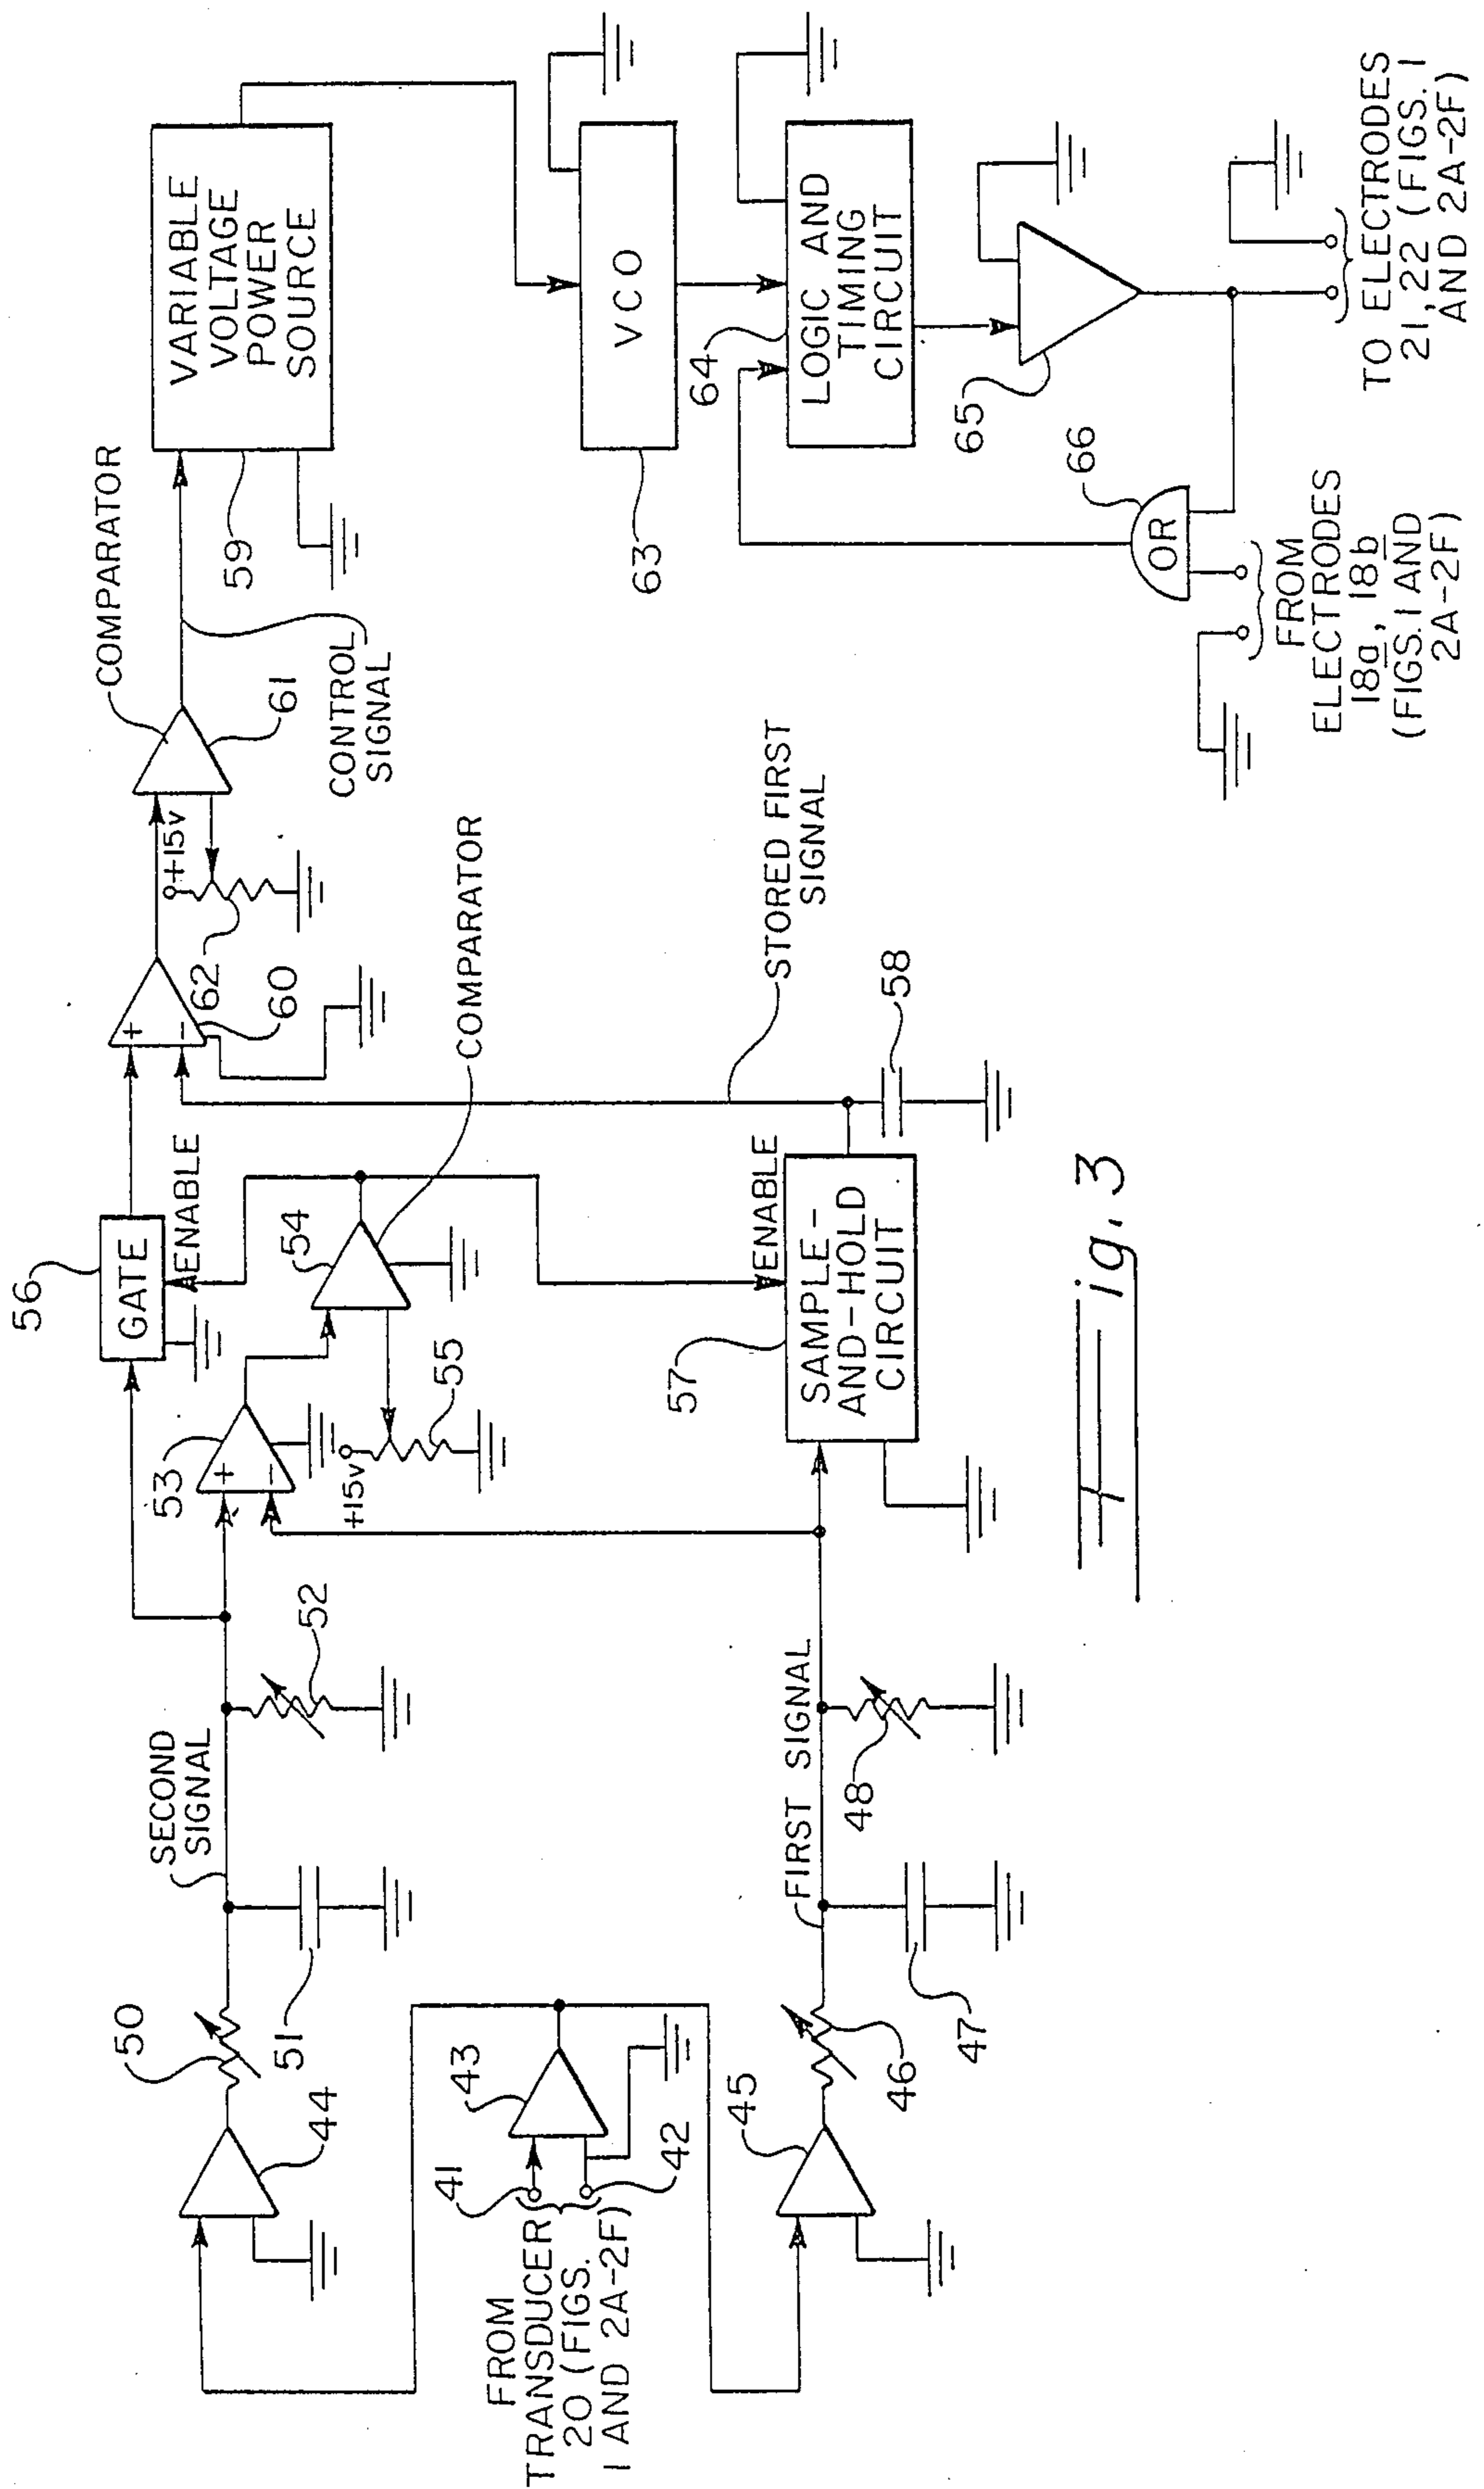 FROM
TRANSDUCER
20 (FIGS.
1 AND 2A-2F)
41
42
43
44
50
51
SECOND
SIGNAL
52
45
46
47
FIRST SIGNAL
48
53
+
-
+15v
55
54
56
GATE
ENABLE
COMPARATOR
57
ENABLE
SAMPLE-
AND-HOLD
CIRCUIT
58
STORED FIRST
SIGNAL
+
-
60
62
+15v
61
COMPARATOR
CONTROL
SIGNAL
59
VARIABLE
VOLTAGE
POWER
SOURCE
63
VCO
64
LOGIC AND
TIMING
CIRCUIT
65
66
OR
FROM
ELECTRODES
18a, 18b
(FIGS. 1 AND
2A-2F)
TO ELECTRODES
21, 22 (FIGS. 1
AND 2A-2F)
Fig. 3